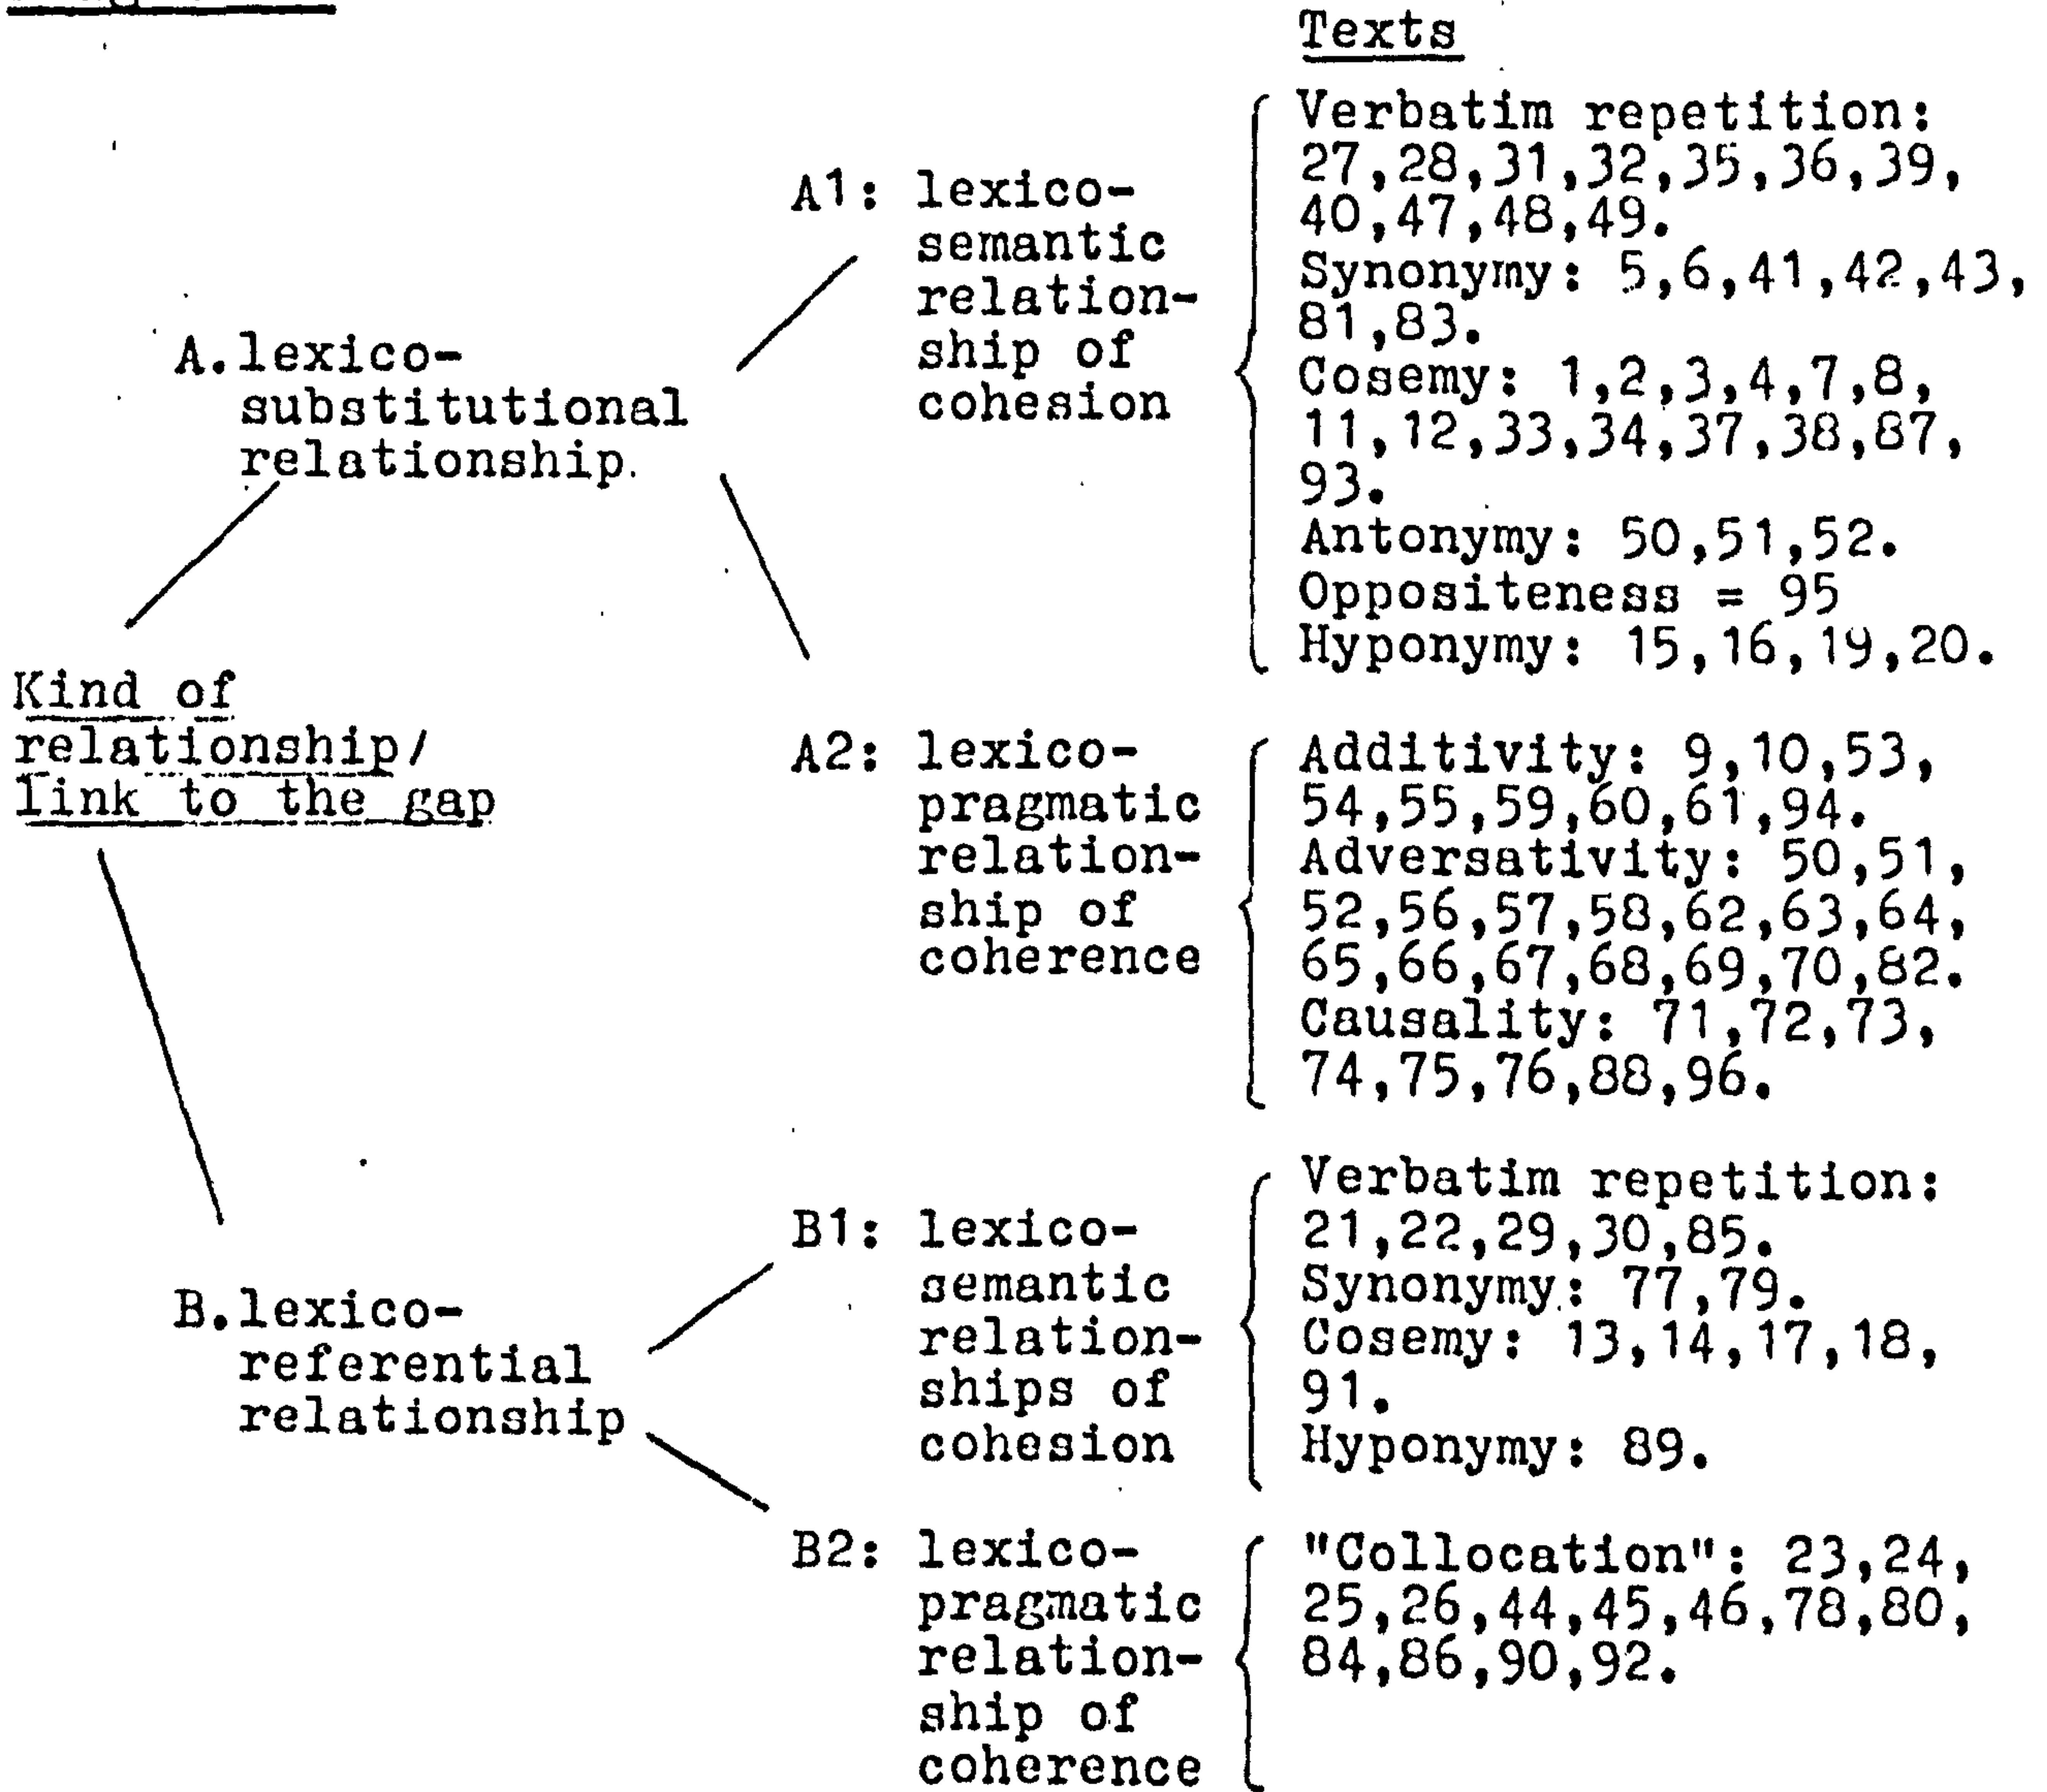 Texts
Kind of
relationship/
link to the gap
A.lexico-
substitutional
relationship.
A1: lexico-
semantic
relation-
ship of
cohesion
Verbatim repetition:
27,28,31,32,35,36,39,
40,47,48,49.
Synonymy: 5,6,41,42,43,
81,83.
Cosemy: 1,2,3,4,7,8,
11,12,33,34,37,38,87,
93.
Antonymy: 50,51,52.
Oppositeness = 95
Hyponymy: 15,16,19,20.
A2: lexico-
pragmatic
relation-
ship of
coherence
Additivity: 9,10,53,
54,55,59,60,61,94.
Adversativity: 50,51,
52,56,57,58,62,63,64,
65,66,67,68,69,70,82.
Causality: 71,72,73,
74,75,76,88,96.
B.lexico-
referential
relationship
B1: lexico-
semantic
relation-
ships of
cohesion
Verbatim repetition:
21,22,29,30,85.
Synonymy: 77,79.
Cosemy: 13,14,17,18,
91.
Hyponymy: 89.
B2: lexico-
pragmatic
relation-
ship of
coherence
"Collocation": 23,24,
25,26,44,45,46,78,80,
84,86,90,92.